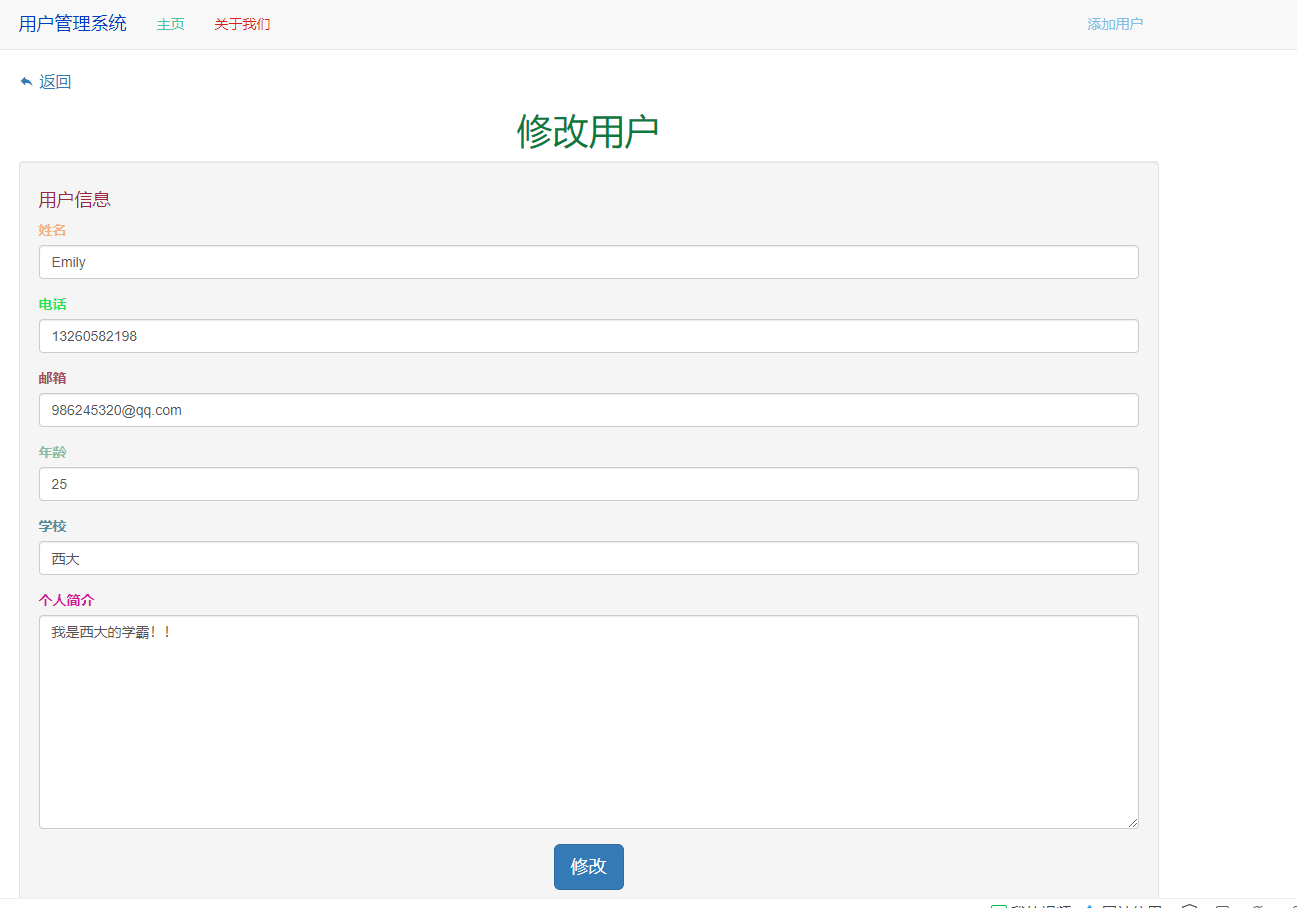 用户管理系统 主页 关于我们 添加用户
返回
修改用户
用户信息
姓名
Emily
电话
13260582198
邮箱
986245320@qq.com
年龄
25
学校
西大
个人简介
我是西大的学霸！！
修改